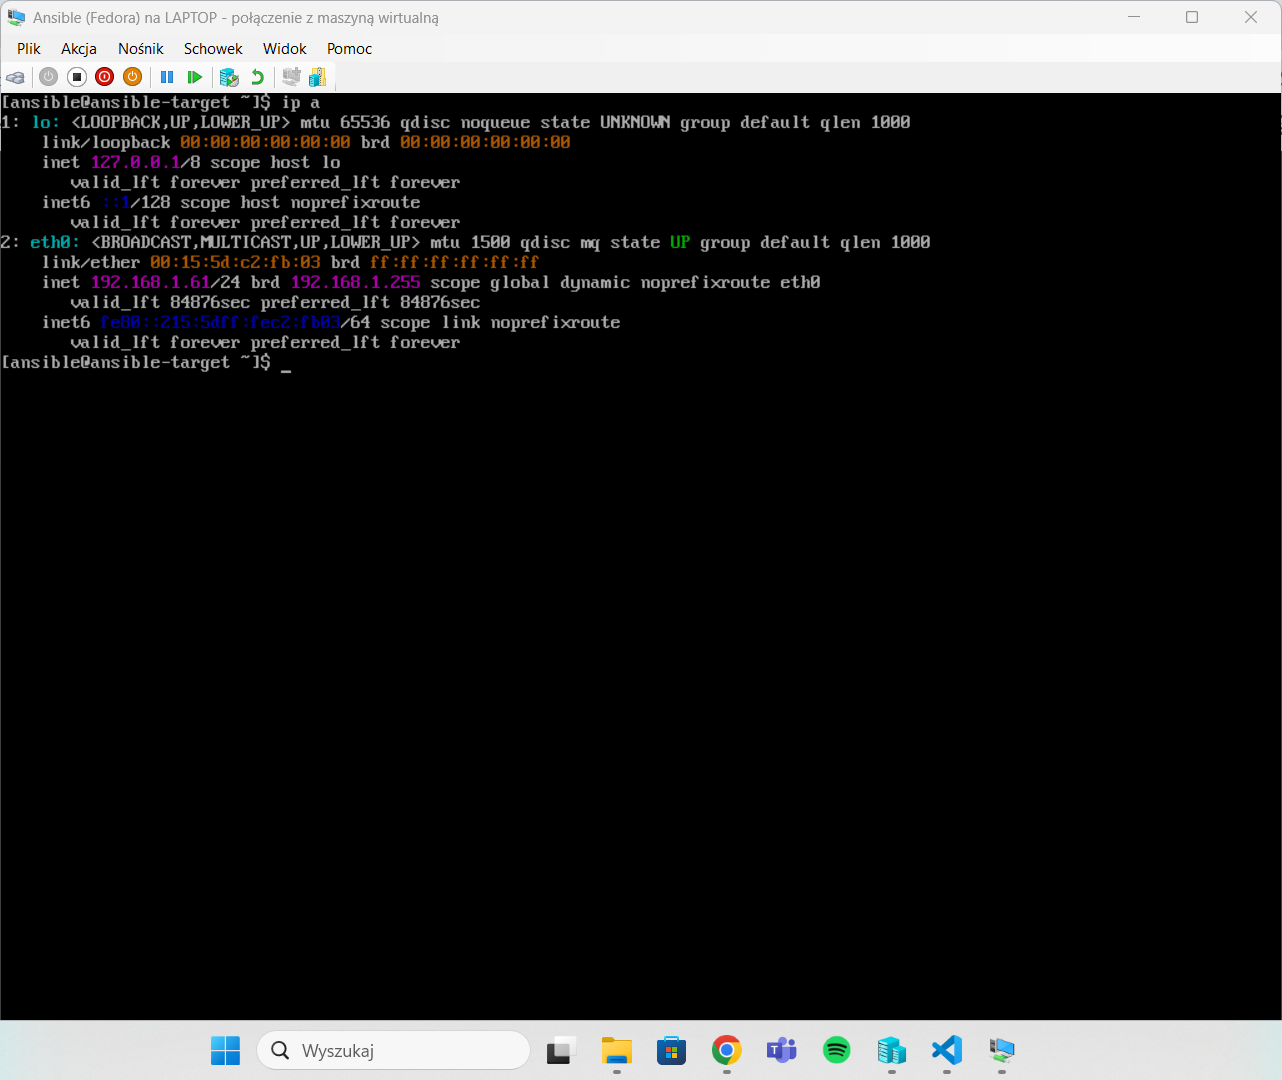 Ansible (Fedora) na LAPTOP - połączenie z maszyną wirtualną
Plik Akcja Nośnik Schowek Widok Pomoc
[ansible@ansible-target ~]$ ip a
1: lo: <LOOPBACK,UP,LOWER_UP> mtu 65536 qdisc noqueue state UNKNOWN group default qlen 1000
    link/loopback 00:00:00:00:00:00 brd 00:00:00:00:00:00
    inet 127.0.0.1/8 scope host lo
       valid_lft forever preferred_lft forever
    inet6 ::1/128 scope host noprefixroute
       valid_lft forever preferred_lft forever
2: eth0: <BROADCAST,MULTICAST,UP,LOWER_UP> mtu 1500 qdisc mq state UP group default qlen 1000
    link/ether 00:15:5d:c2:fb:03 brd ff:ff:ff:ff:ff:ff
    inet 192.168.1.61/24 brd 192.168.1.255 scope global dynamic noprefixroute eth0
       valid_lft 84876sec preferred_lft 84876sec
    inet6 fe80::215:5dff:fec2:fb03/64 scope link noprefixroute
       valid_lft forever preferred_lft forever
[ansible@ansible-target ~]$ _
Wyszukaj